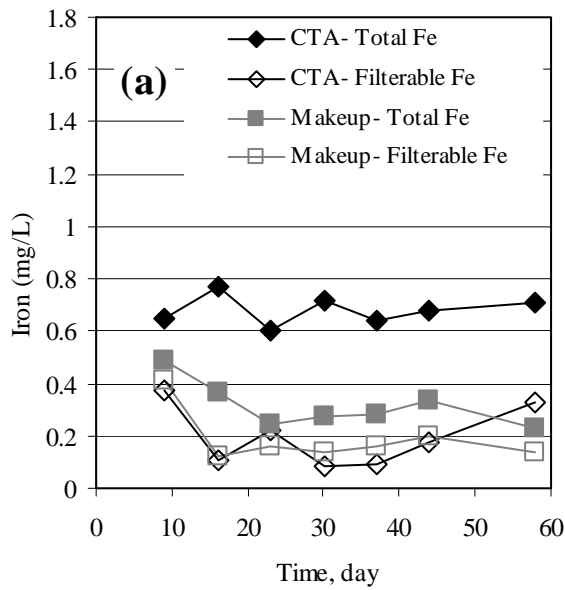 1.8
1.6
1.4
1.2
1
0.8
0.6
0.4
0.2
0
Iron (mg/L)
(a)
CTA- Total Fe
CTA- Filterable Fe
Makeup- Total Fe
Makeup- Filterable Fe
0 10 20 30 40 50 60
Time, day